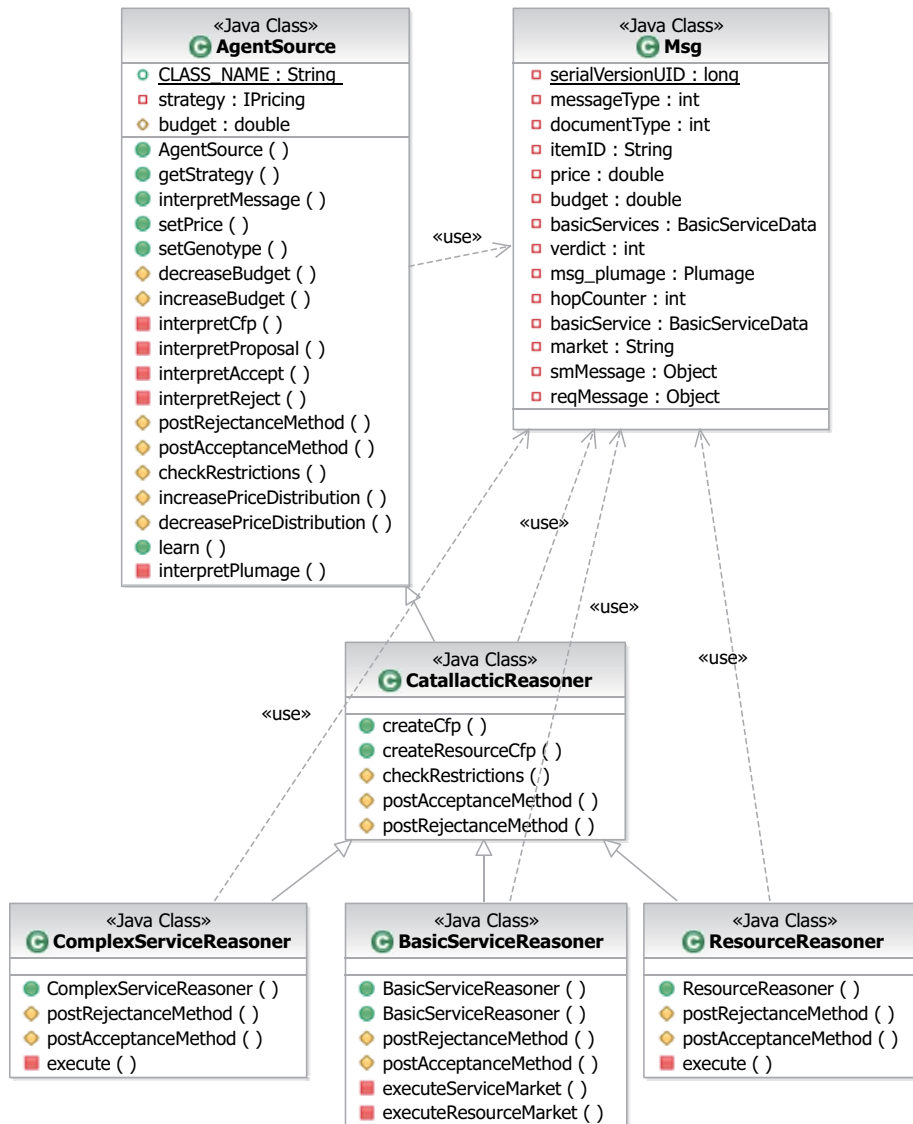 «Java Class»
AgentSource
CLASS_NAME : String
strategy : IPricing
budget : double
AgentSource ( )
getStrategy ( )
interpretMessage ( )
setPrice ( )
setGenotype ( )
decreaseBudget ( )
increaseBudget ( )
interpretCfp ( )
interpretProposal ( )
interpretAccept ( )
interpretReject ( )
postRejectanceMethod ( )
postAcceptanceMethod ( )
checkRestrictions ( )
increasePriceDistribution ( )
decreasePriceDistribution ( )
learn ( )
interpretPlumage ( )
«use»
«Java Class»
Msg
serialVersionUID : long
messageType : int
documentType : int
itemID : String
price : double
budget : double
basicServices : BasicServiceData
verdict : int
msg_plumage : Plumage
hopCounter : int
basicService : BasicServiceData
market : String
smMessage : Object
reqMessage : Object
«use»
«use»
«use»
«use»
«Java Class»
CatallacticReasoner
createCfp ( )
createResourceCfp ( )
checkRestrictions ( )
postAcceptanceMethod ( )
postRejectanceMethod ( )
«Java Class»
ComplexServiceReasoner
ComplexServiceReasoner ( )
postRejectanceMethod ( )
postAcceptanceMethod ( )
execute ( )
«Java Class»
BasicServiceReasoner
BasicServiceReasoner ( )
BasicServiceReasoner ( )
postRejectanceMethod ( )
postAcceptanceMethod ( )
executeServiceMarket ( )
executeResourceMarket ( )
«Java Class»
ResourceReasoner
ResourceReasoner ( )
postRejectanceMethod ( )
postAcceptanceMethod ( )
execute ( )